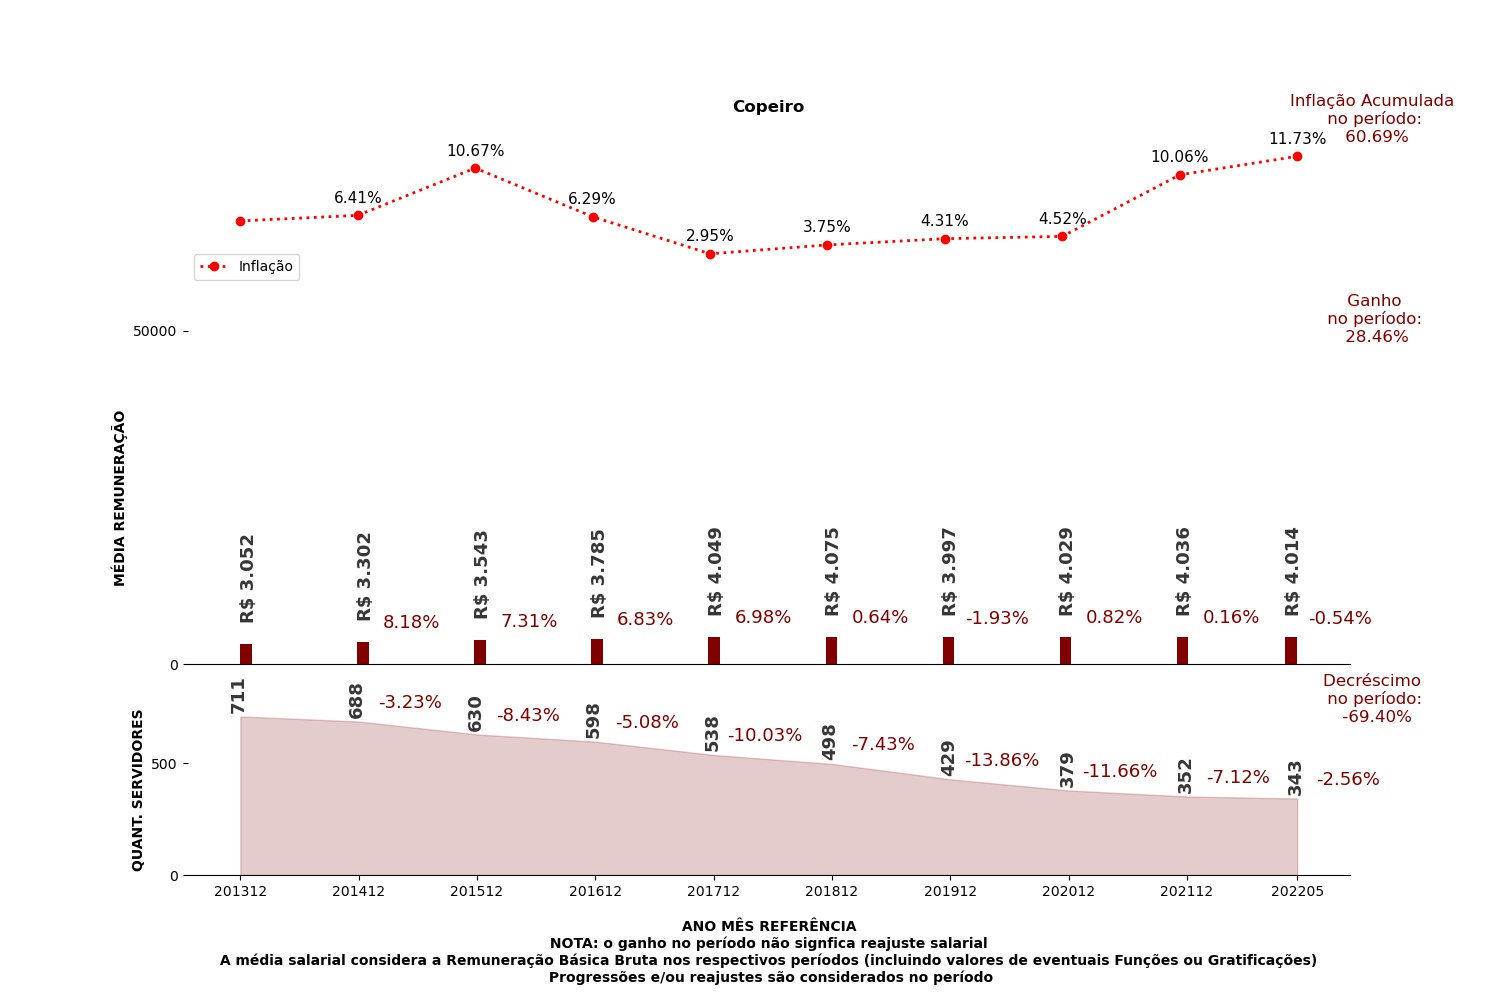 Copeiro
Inflação Acumulada
no período:
60.69%
6.41%
10.67%
6.29%
2.95%
3.75%
4.31%
4.52%
10.06%
11.73%
Inflação
Ganho
no período:
28.46%
50000
0
MÉDIA REMUNERAÇÃO
R$ 3.052
R$ 3.302
R$ 3.543
R$ 3.785
R$ 4.049
R$ 4.075
R$ 3.997
R$ 4.029
R$ 4.036
R$ 4.014
8.18%
7.31%
6.83%
6.98%
0.64%
-1.93%
0.82%
0.16%
-0.54%
Decréscimo
no período:
-69.40%
QUANT. SERVIDORES
500
0
711
688
630
598
538
498
429
379
352
343
-3.23%
-8.43%
-5.08%
-10.03%
-7.43%
-13.86%
-11.66%
-7.12%
-2.56%
201312
201412
201512
201612
201712
201812
201912
202012
202112
202205
ANO MÊS REFERÊNCIA
NOTA: o ganho no período não signfica reajuste salarial
A média salarial considera a Remuneração Básica Bruta nos respectivos períodos (incluindo valores de eventuais Funções ou Gratificações)
Progressões e/ou reajustes são considerados no período